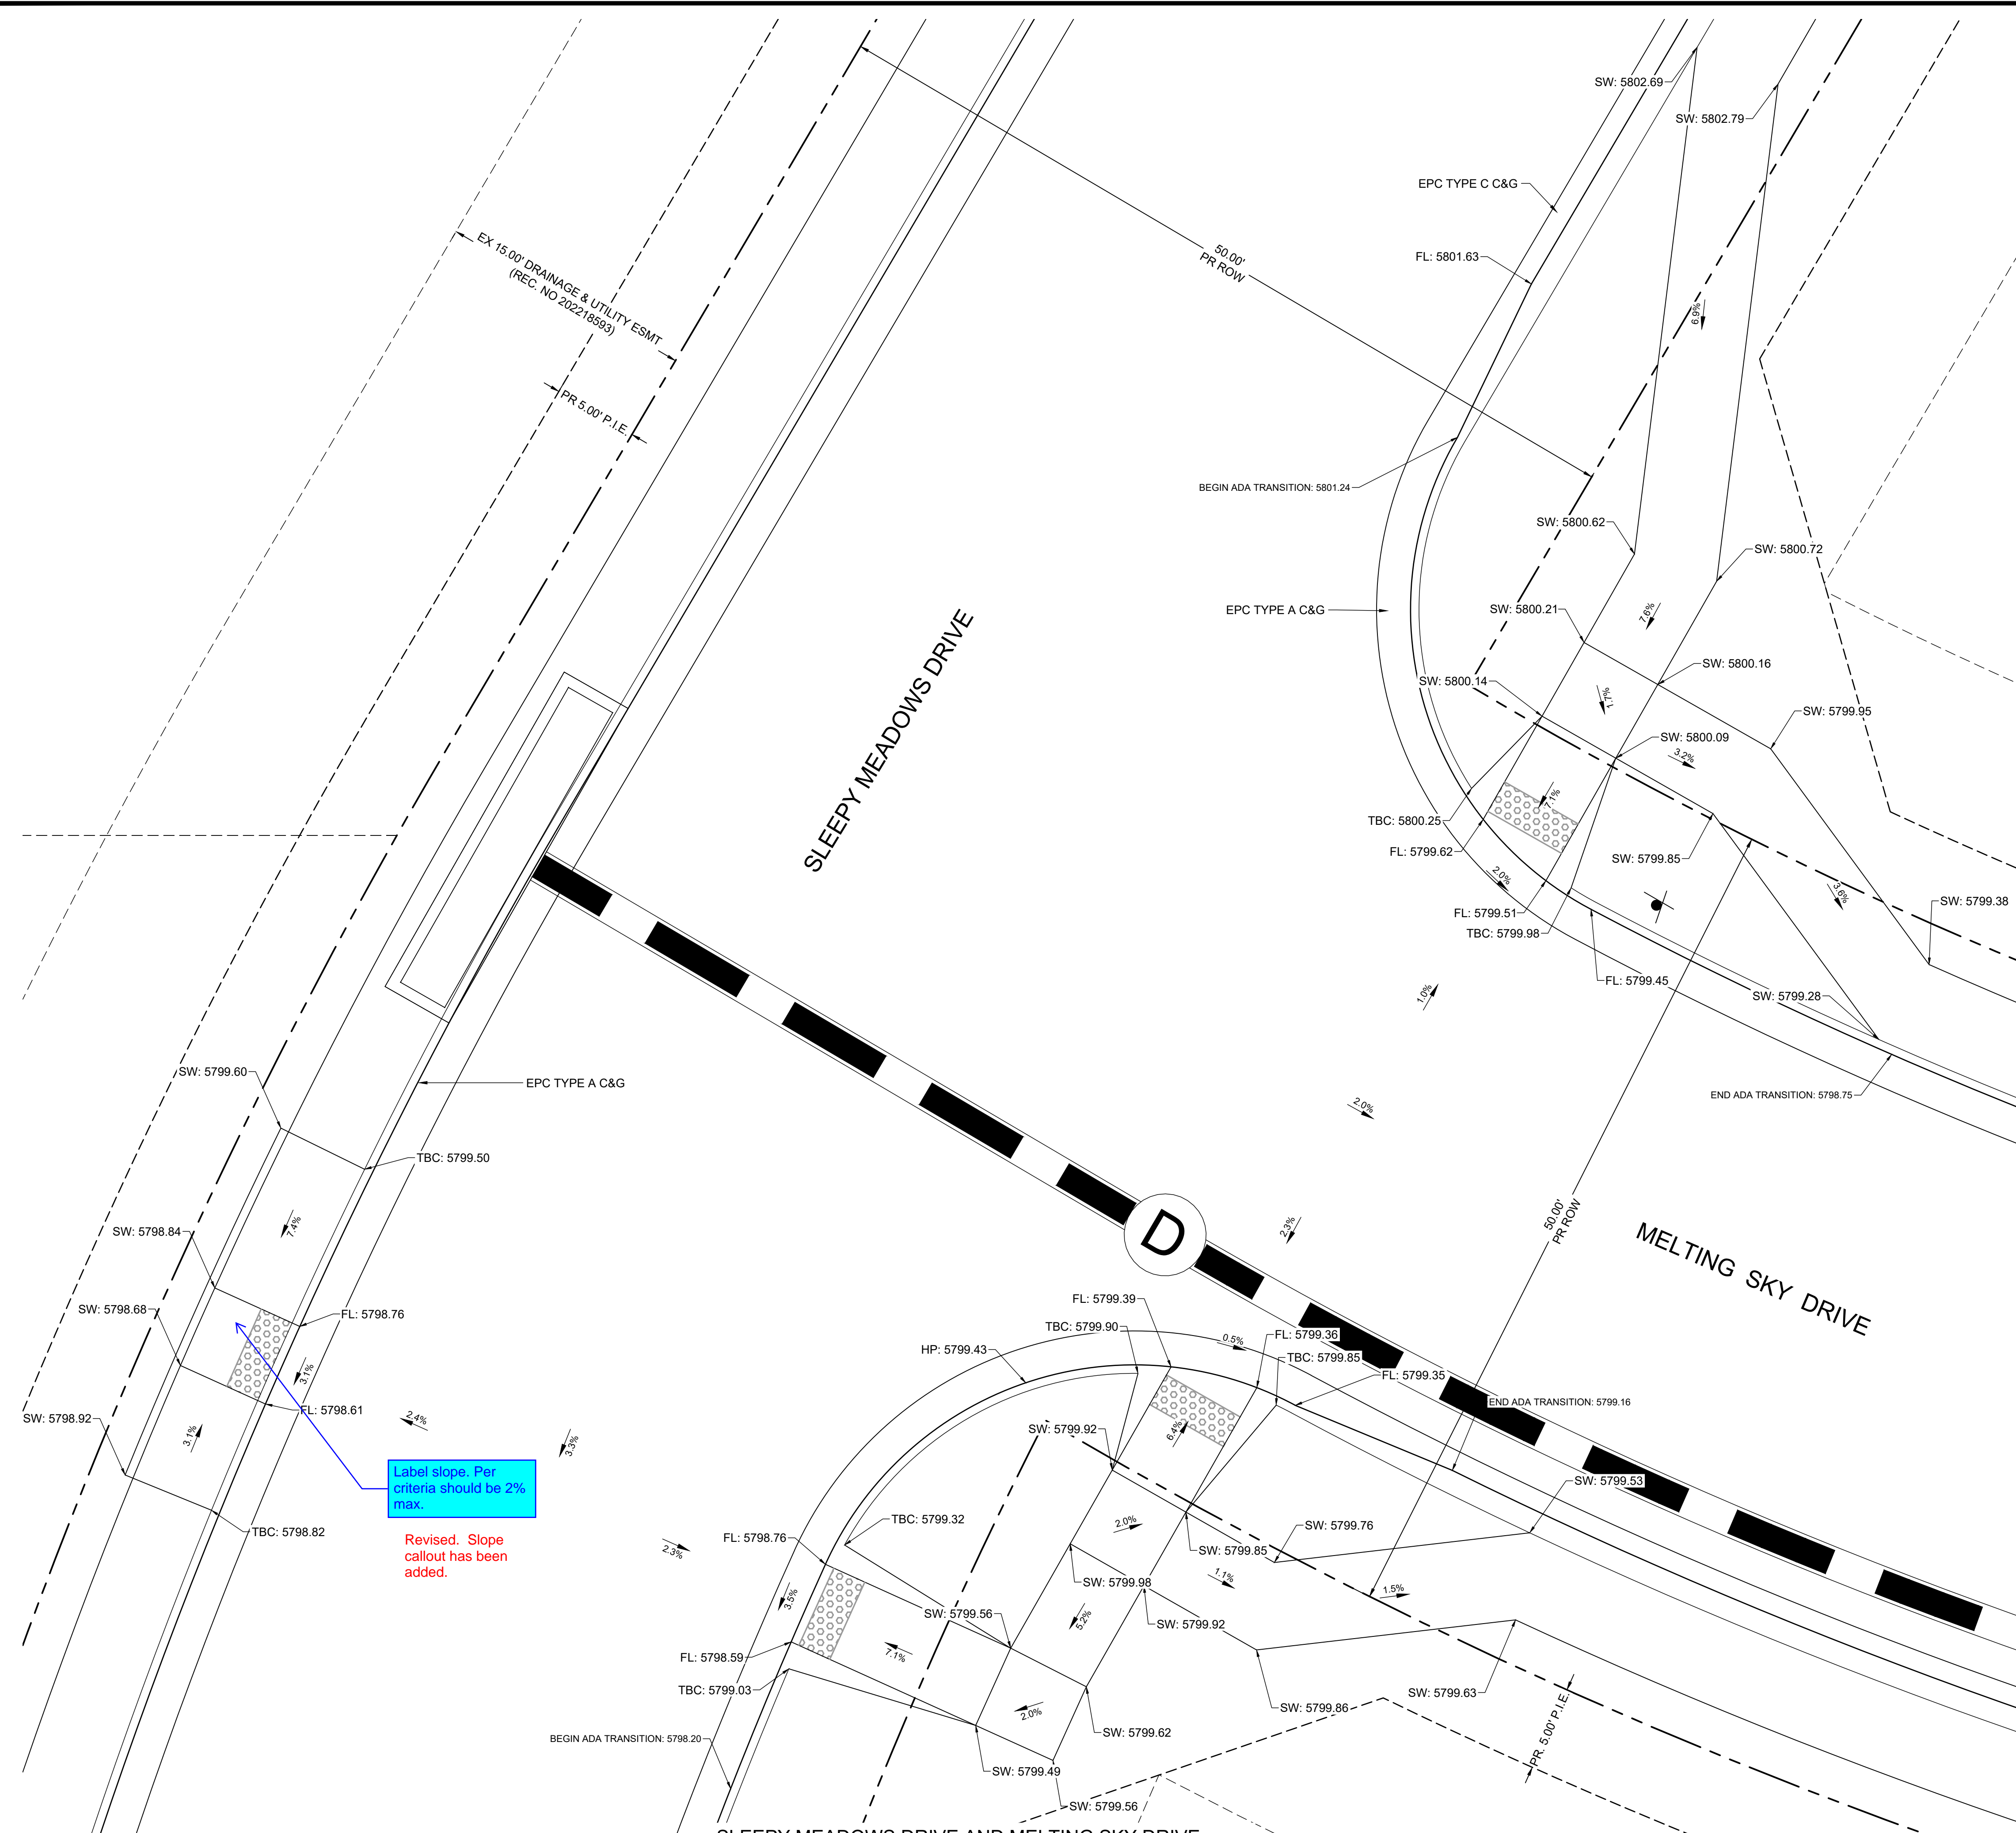 SW: 5802.69
SW: 5802.79
EPC TYPE C C&G
FL: 5801.63
EX 15.00' DRAINAGE & UTILITY ESMT
(REC. NO 202218593)
50.00'
PR ROW
6.9%
PR 5.00' P.I.E.
BEGIN ADA TRANSITION: 5801.24
SW: 5800.62
SW: 5800.72
EPC TYPE A C&G
SW: 5800.21
7.6%
SW: 5800.16
SW: 5800.14
1.7%
SW: 5799.95
SW: 5800.09
3.2%
SLEEPY MEADOWS DRIVE
7.1%
TBC: 5800.25
FL: 5799.62
SW: 5799.85
2.0%
3.6%
SW: 5799.38
FL: 5799.51
TBC: 5799.98
FL: 5799.45
1.0%
SW: 5799.28
SW: 5799.60
EPC TYPE A C&G
END ADA TRANSITION: 5798.75
2.0%
TBC: 5799.50
50.00'
PR ROW
7.4%
SW: 5798.84
2.3%
D
MELTING SKY DRIVE
SW: 5798.68
FL: 5798.76
FL: 5799.39
TBC: 5799.90
FL: 5799.36
0.5%
HP: 5799.43
TBC: 5799.85
3.1%
FL: 5799.35
END ADA TRANSITION: 5799.16
SW: 5798.92
FL: 5798.61
2.4%
3.1%
3.3%
SW: 5799.92
6.4%
Label slope. Per
criteria should be 2%
max.
SW: 5799.53
TBC: 5799.32
SW: 5799.76
2.0%
TBC: 5798.82
Revised. Slope
callout has been
added.
FL: 5798.76
2.3%
SW: 5799.85
1.1%
SW: 5799.98
1.5%
3.5%
SW: 5799.56
5.2%
SW: 5799.92
FL: 5798.59
7.1%
TBC: 5799.03
SW: 5799.63
SW: 5799.86
2.0%
SW: 5799.62
PR. 5.00' P.I.E.
BEGIN ADA TRANSITION: 5798.20
SW: 5799.49
SW: 5799.56
SLEEPY MEADOWS DRIVE AND MELTING SKY DRIVE